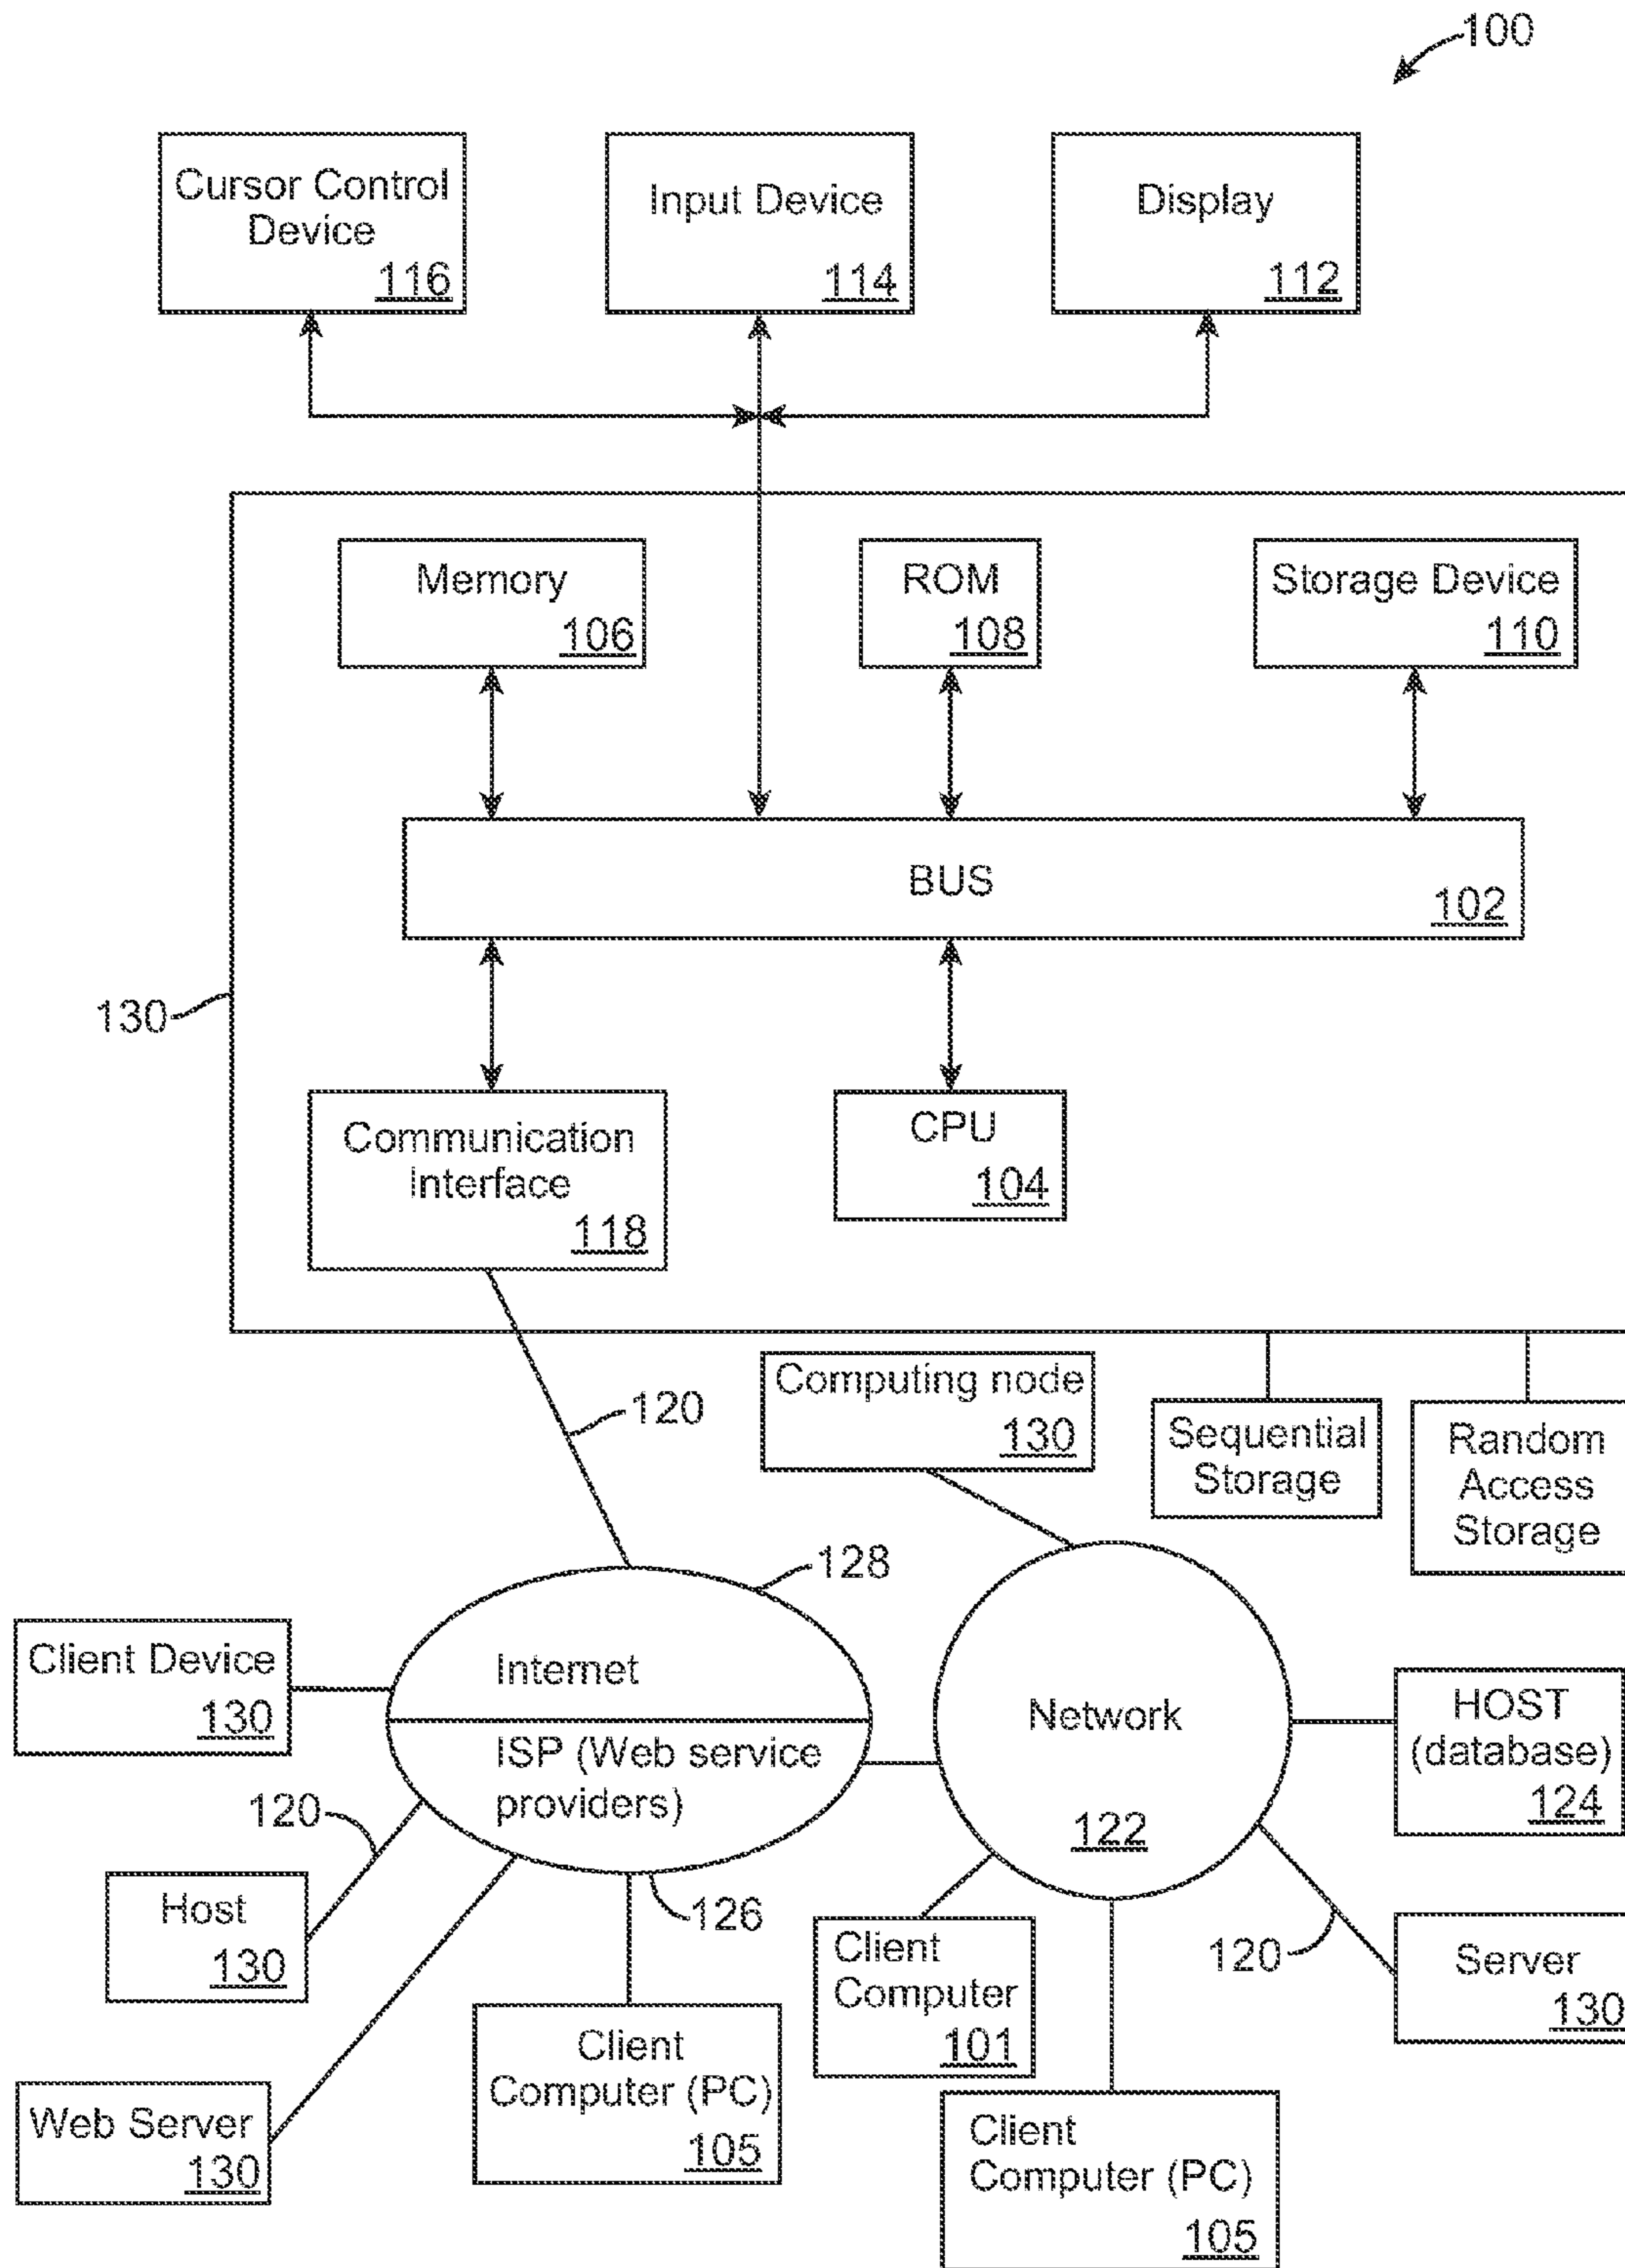 100
Cursor Control
Device
116
Input Device
114
Display
112
Memory
106
ROM
108
Storage Device
110
BUS
102
130
Communication
Interface
118
CPU
104
120
Computing node
130
Sequential
Storage
Random
Access
Storage
128
Client Device
130
Internet
ISP (Web service
providers)
Network
122
HOST
(database)
124
120
Host
130
126
Client
Computer
101
120
Server
130
Web Server
130
Client
Computer (PC)
105
Client
Computer (PC)
105